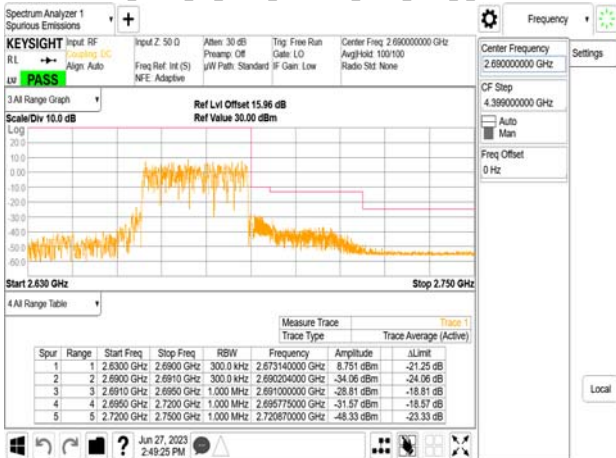 Spectrum Analyzer 1
Spurious Emissions
Frequency
KEYSIGHT
RL
LV PASS
Input: RF
Coupling: DC
Align: Auto
Input Z: 50 Ω
Freq Ref: Int (S)
NFE: Adaptive
Atten: 30 dB
Preamp: Off
µW Path: Standard
Trig: Free Run
Gate: LO
IF Gain: Low
Center Freq: 2.690000000 GHz
Avg|Hold: 100/100
Radio Std: None
Center Frequency
2.690000000 GHz
Settings
CF Step
4.399000000 GHz
Auto
Man
Freq Offset
0 Hz
3 All Range Graph
Scale/Div 10.0 dB
Ref Lvl Offset 15.96 dB
Ref Value 30.00 dBm
Log
20.0
10.0
0.00
-10.0
-20.0
-30.0
-40.0
-50.0
-60.0
Start 2.630 GHz
Stop 2.750 GHz
4 All Range Table
Measure Trace Trace 1
Trace Type Trace Average (Active)
Spur Range Start Freq Stop Freq RBW Frequency Amplitude ΔLimit
1 1 2.6300 GHz 2.6900 GHz 300.0 kHz 2.673140000 GHz 8.751 dBm -21.25 dB
2 2 2.6900 GHz 2.6910 GHz 300.0 kHz 2.690204000 GHz -34.06 dBm -24.06 dB
3 3 2.6910 GHz 2.6950 GHz 1.000 MHz 2.691000000 GHz -28.81 dBm -18.81 dB
4 4 2.6950 GHz 2.7200 GHz 1.000 MHz 2.695775000 GHz -31.57 dBm -18.57 dB
5 5 2.7200 GHz 2.7500 GHz 1.000 MHz 2.720870000 GHz -48.33 dBm -23.33 dB
Local
Jun 27, 2023
2:49:25 PM